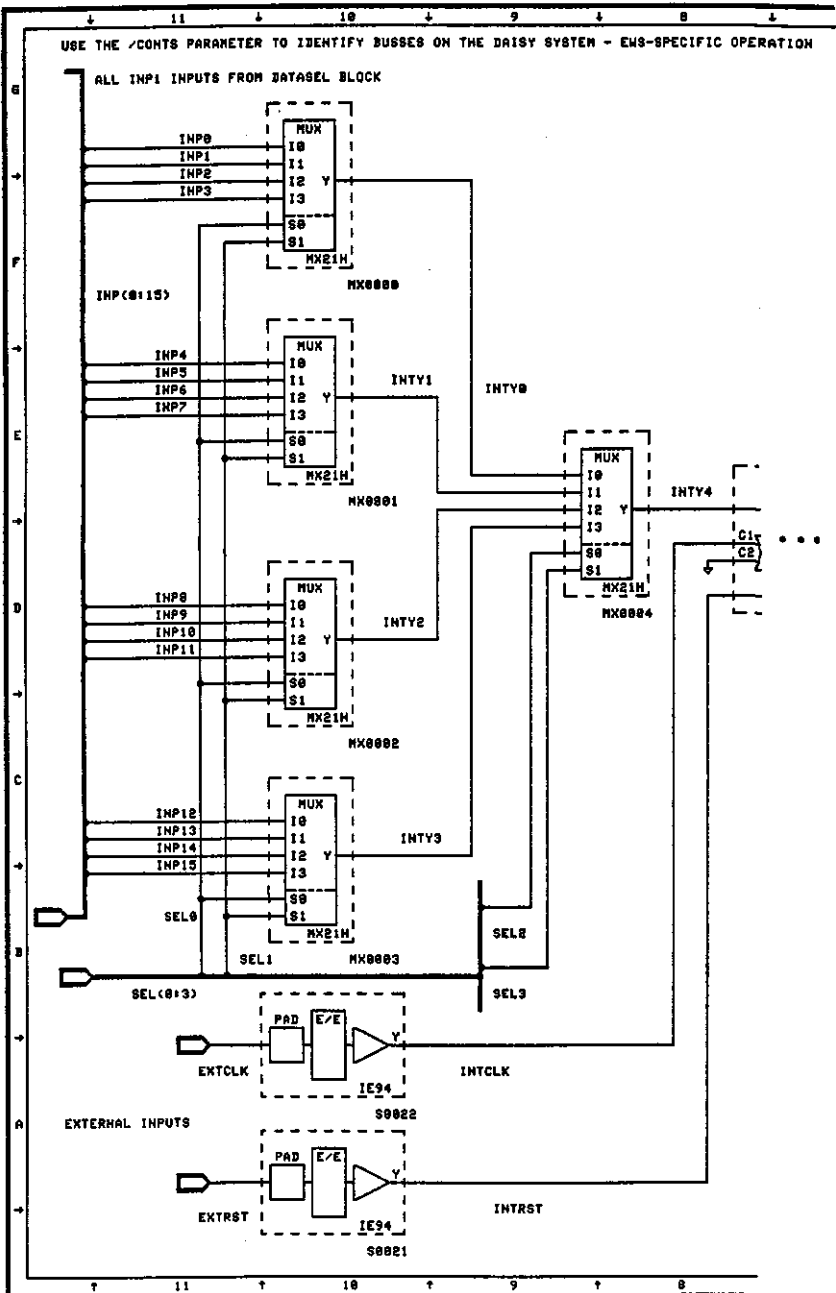 11 10 9 8
USE THE /CONTS PARAMETER TO IDENTIFY BUSSES ON THE DAISY SYSTEM - EWS-SPECIFIC OPERATION
G
ALL INP1 INPUTS FROM DATASEL BLOCK
MUX
INP0 I0
INP1 I1
INP2 I2 Y
INP3 I3
S0
S1
MX21H
F
MX0000
INP(0:15)
MUX
INP4 I0
INP5 I1
INP6 I2 Y INTY1 INTY0
INP7 I3
E
S0
S1
MX21H
MX0001
MUX
I0
I1 INTY4
I2 Y
I3
S0 C1
S1 C2
MX21H
MX0004
MUX
D
INP8 I0
INP9 I1
INP10 I2 Y INTY2
INP11 I3
S0
S1
MX21H
MX0002
C
MUX
INP12 I0
INP13 I1
INP14 I2 Y INTY3
INP15 I3
S0
SEL0 S1
MX21H
SEL2
B
SEL1 MX0003
SEL(0:3) SEL3
PAD E/E
Y
EXTCLK INTCLK
IE94
S0022
A
EXTERNAL INPUTS
PAD E/E
Y
EXTRST INTRST
IE94
S0021
11 10 9 8